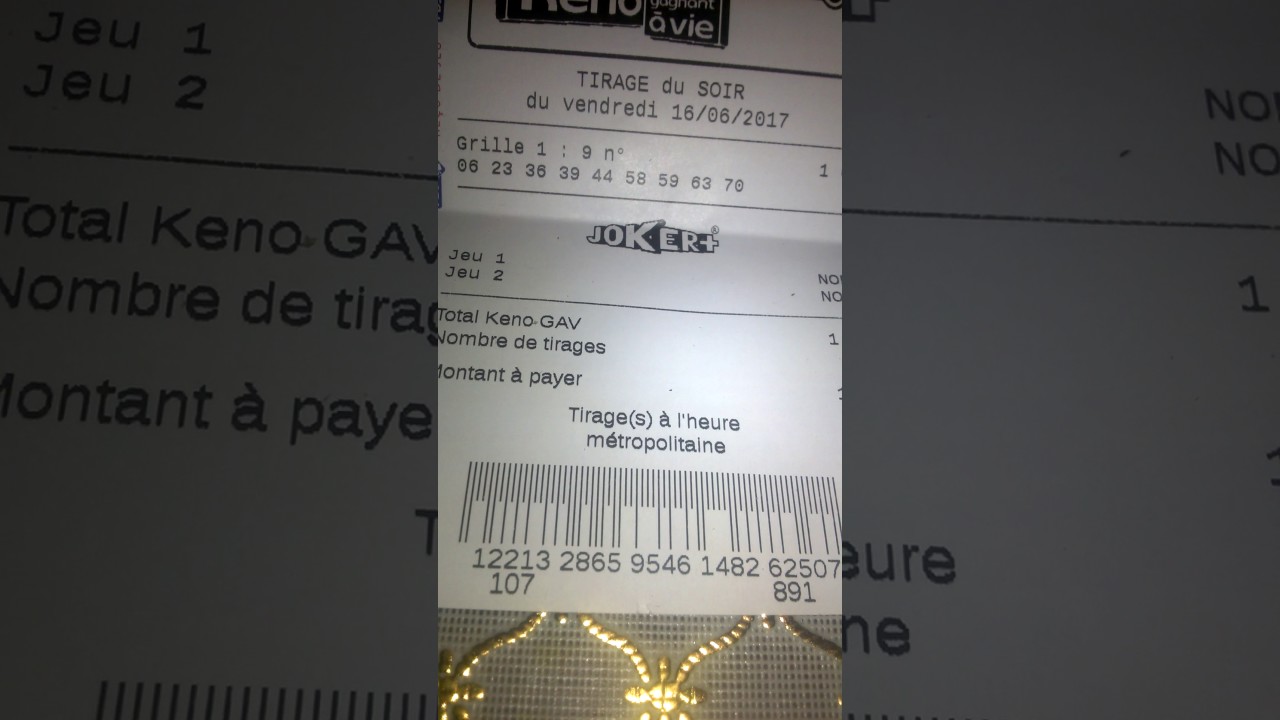 Keno gagnant
à vie
TIRAGE du SOIR
du vendredi 16/06/2017
Grille 1 : 9 n° 1
06 23 36 39 44 58 59 63 70
JOKER+®
Jeu 1 NO
Jeu 2 NO
Total Keno GAV 1
Nombre de tirages
Montant à payer
Tirage(s) à l'heure
métropolitaine
12213 2865 9546 1482 62507
107 891